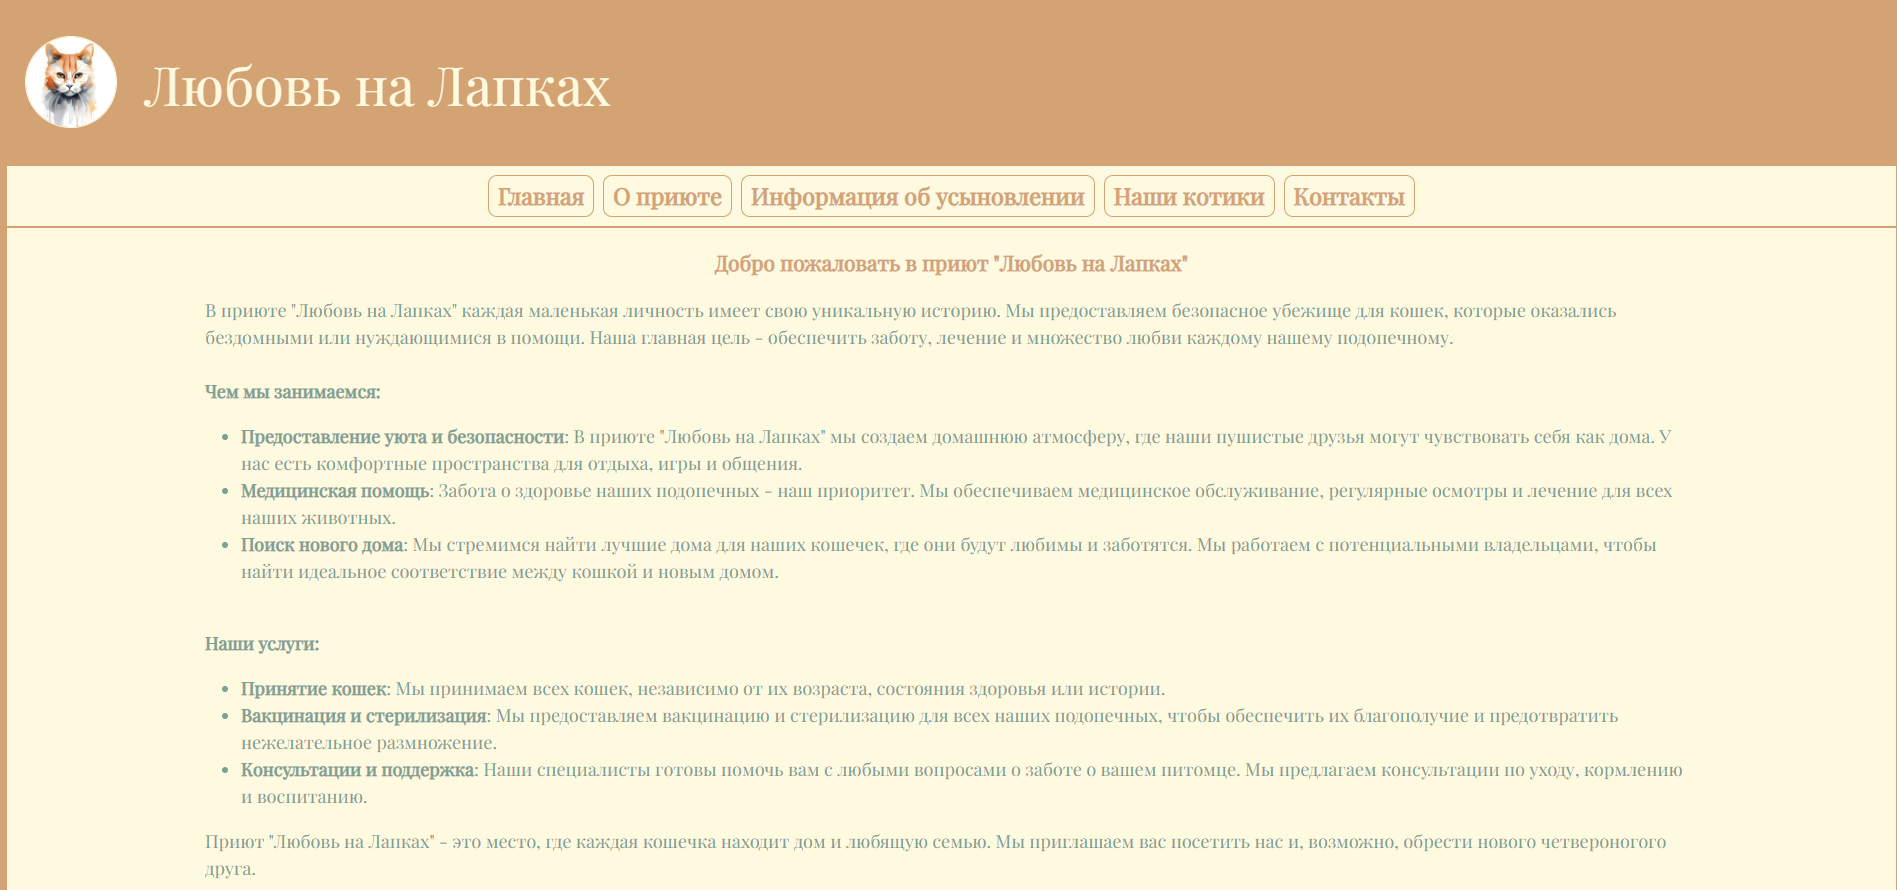 Любовь на Лапках
Главная О приюте Информация об усыновлении Наши котики Контакты
Добро пожаловать в приют "Любовь на Лапках"
В приюте "Любовь на Лапках" каждая маленькая личность имеет свою уникальную историю. Мы предоставляем безопасное убежище для кошек, которые оказались
бездомными или нуждающимися в помощи. Наша главная цель - обеспечить заботу, лечение и множество любви каждому нашему подопечному.
Чем мы занимаемся:
• Предоставление уюта и безопасности: В приюте "Любовь на Лапках" мы создаем домашнюю атмосферу, где наши пушистые друзья могут чувствовать себя как дома. У
нас есть комфортные пространства для отдыха, игры и общения.
• Медицинская помощь: Забота о здоровье наших подопечных - наш приоритет. Мы обеспечиваем медицинское обслуживание, регулярные осмотры и лечение для всех
наших животных.
• Поиск нового дома: Мы стремимся найти лучшие дома для наших кошечек, где они будут любимы и заботятся. Мы работаем с потенциальными владельцами, чтобы
найти идеальное соответствие между кошкой и новым домом.
Наши услуги:
• Принятие кошек: Мы принимаем всех кошек, независимо от их возраста, состояния здоровья или истории.
• Вакцинация и стерилизация: Мы предоставляем вакцинацию и стерилизацию для всех наших подопечных, чтобы обеспечить их благополучие и предотвратить
нежелательное размножение.
• Консультации и поддержка: Наши специалисты готовы помочь вам с любыми вопросами о заботе о вашем питомце. Мы предлагаем консультации по уходу, кормлению
и воспитанию.
Приют "Любовь на Лапках" - это место, где каждая кошечка находит дом и любящую семью. Мы приглашаем вас посетить нас и, возможно, обрести нового четвероногого
друга.